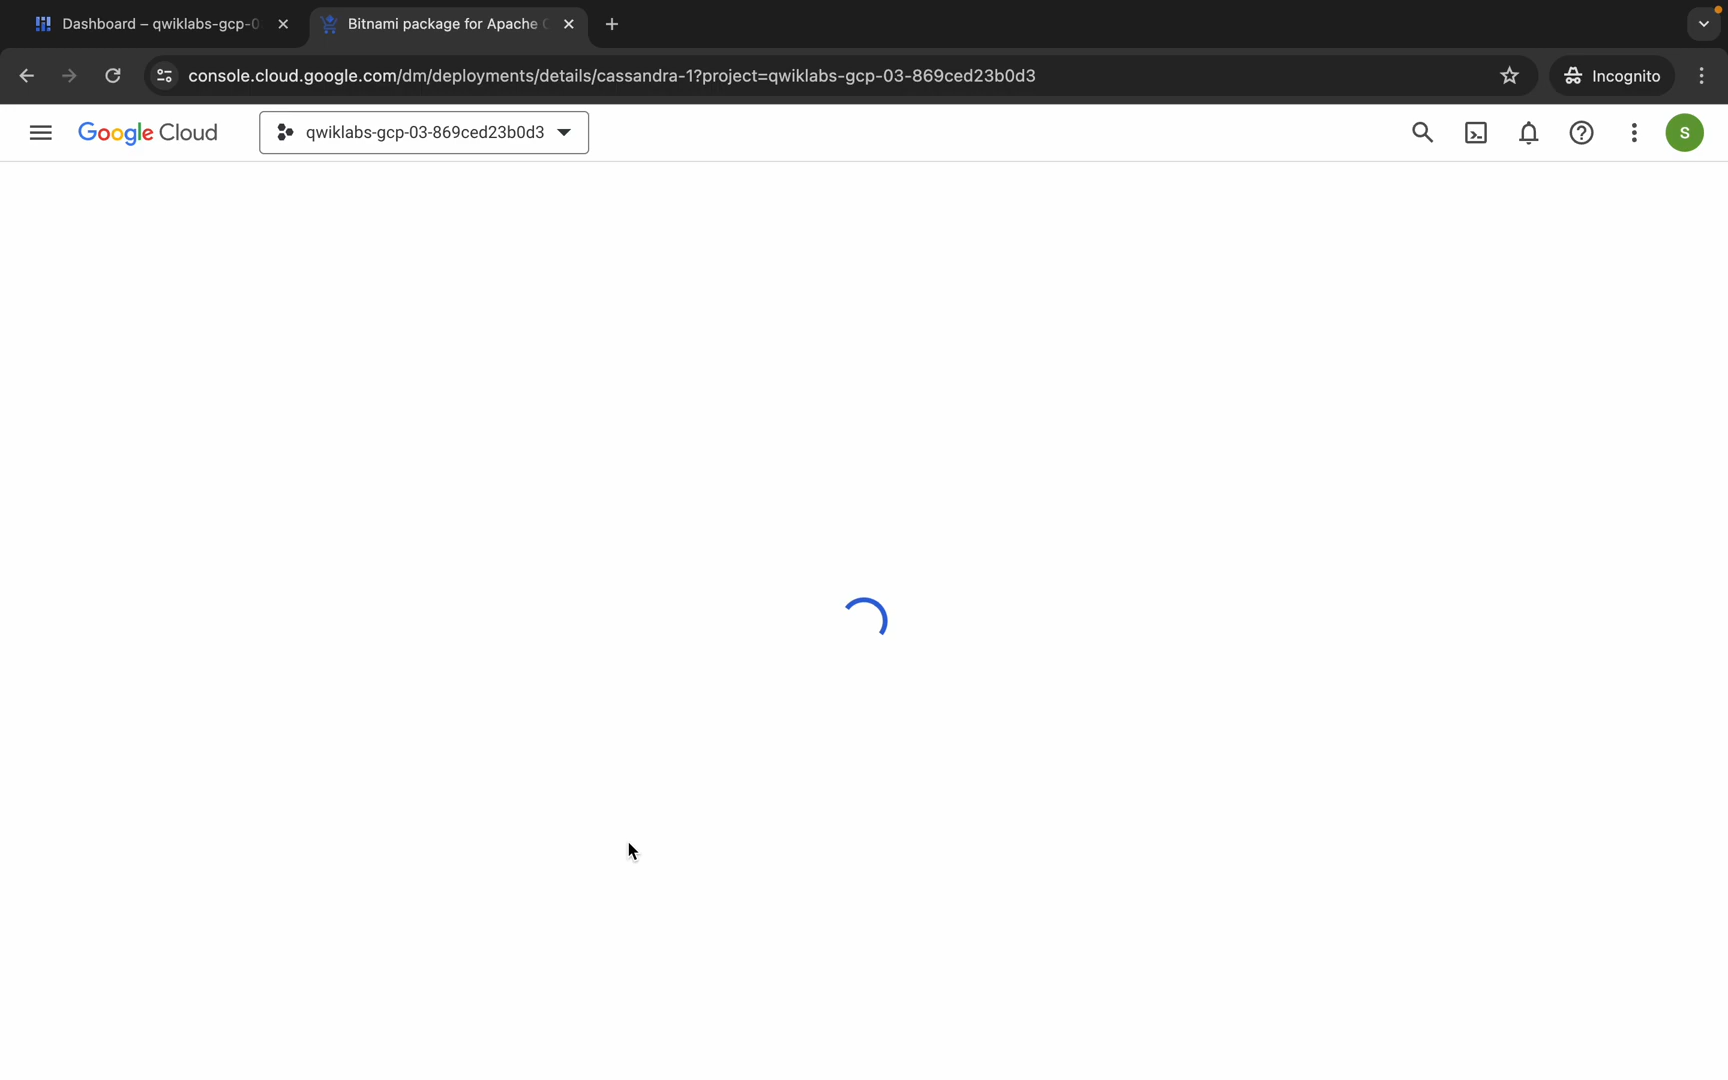 Dashboard – qwiklabs-gcp-0
Bitnami package for Apache
console.cloud.google.com/dm/deployments/details/cassandra-1?project=qwiklabs-gcp-03-869ced23b0d3
Incognito
Google Cloud
qwiklabs-gcp-03-869ced23b0d3
S